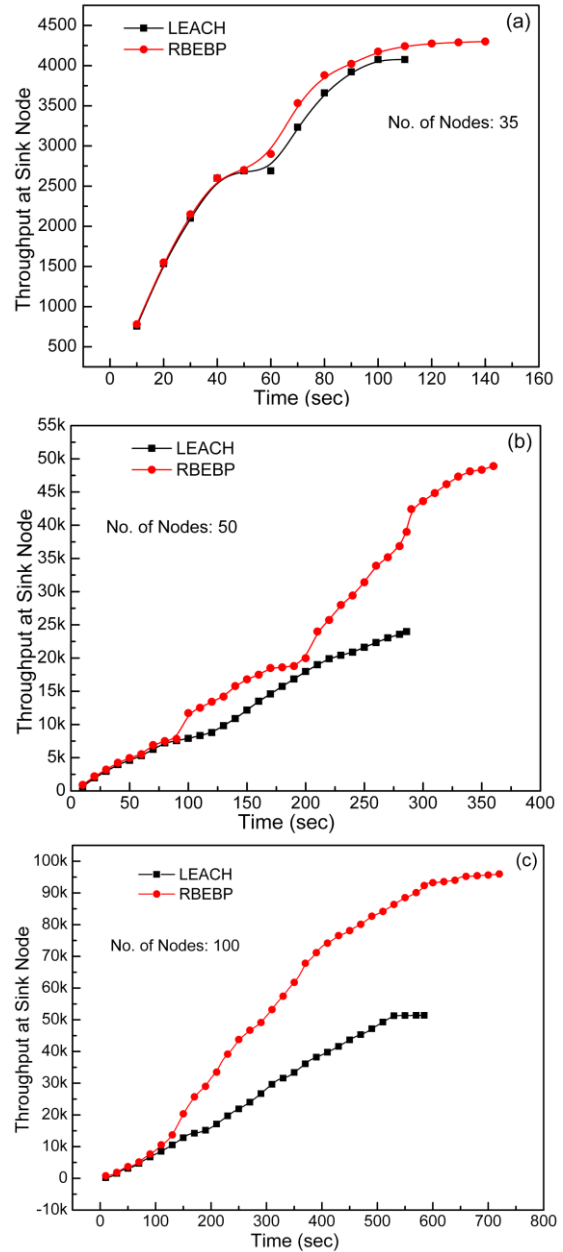 (a)
LEACH
RBEBP
No. of Nodes: 35
Throughput at Sink Node
4500
4000
3500
3000
2500
2000
1500
1000
500
0 20 40 60 80 100 120 140 160
Time (sec)
(b)
LEACH
RBEBP
No. of Nodes: 50
Throughput at Sink Node
55k
50k
45k
40k
35k
30k
25k
20k
15k
10k
5k
0
0 50 100 150 200 250 300 350 400
Time (sec)
(c)
LEACH
RBEBP
No. of Nodes: 100
Throughput at Sink Node
100k
90k
80k
70k
60k
50k
40k
30k
20k
10k
0
-10k
0 100 200 300 400 500 600 700 800
Time (sec)